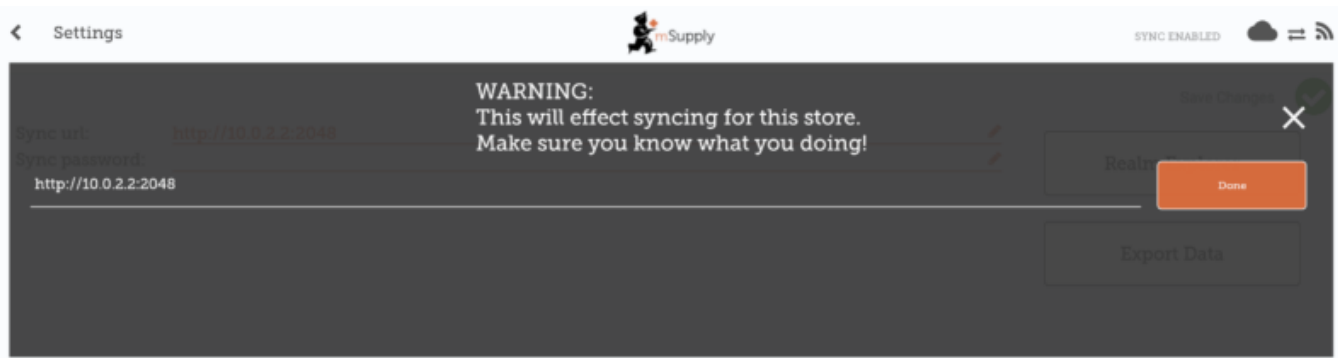 Settings
mSupply
SYNC ENABLED
WARNING:
This will effect syncing for this store.
Make sure you know what you doing!
Save Changes
Sync url: http://10.0.2.2:2048
Sync password:
http://10.0.2.2:2048
Done
Export Data